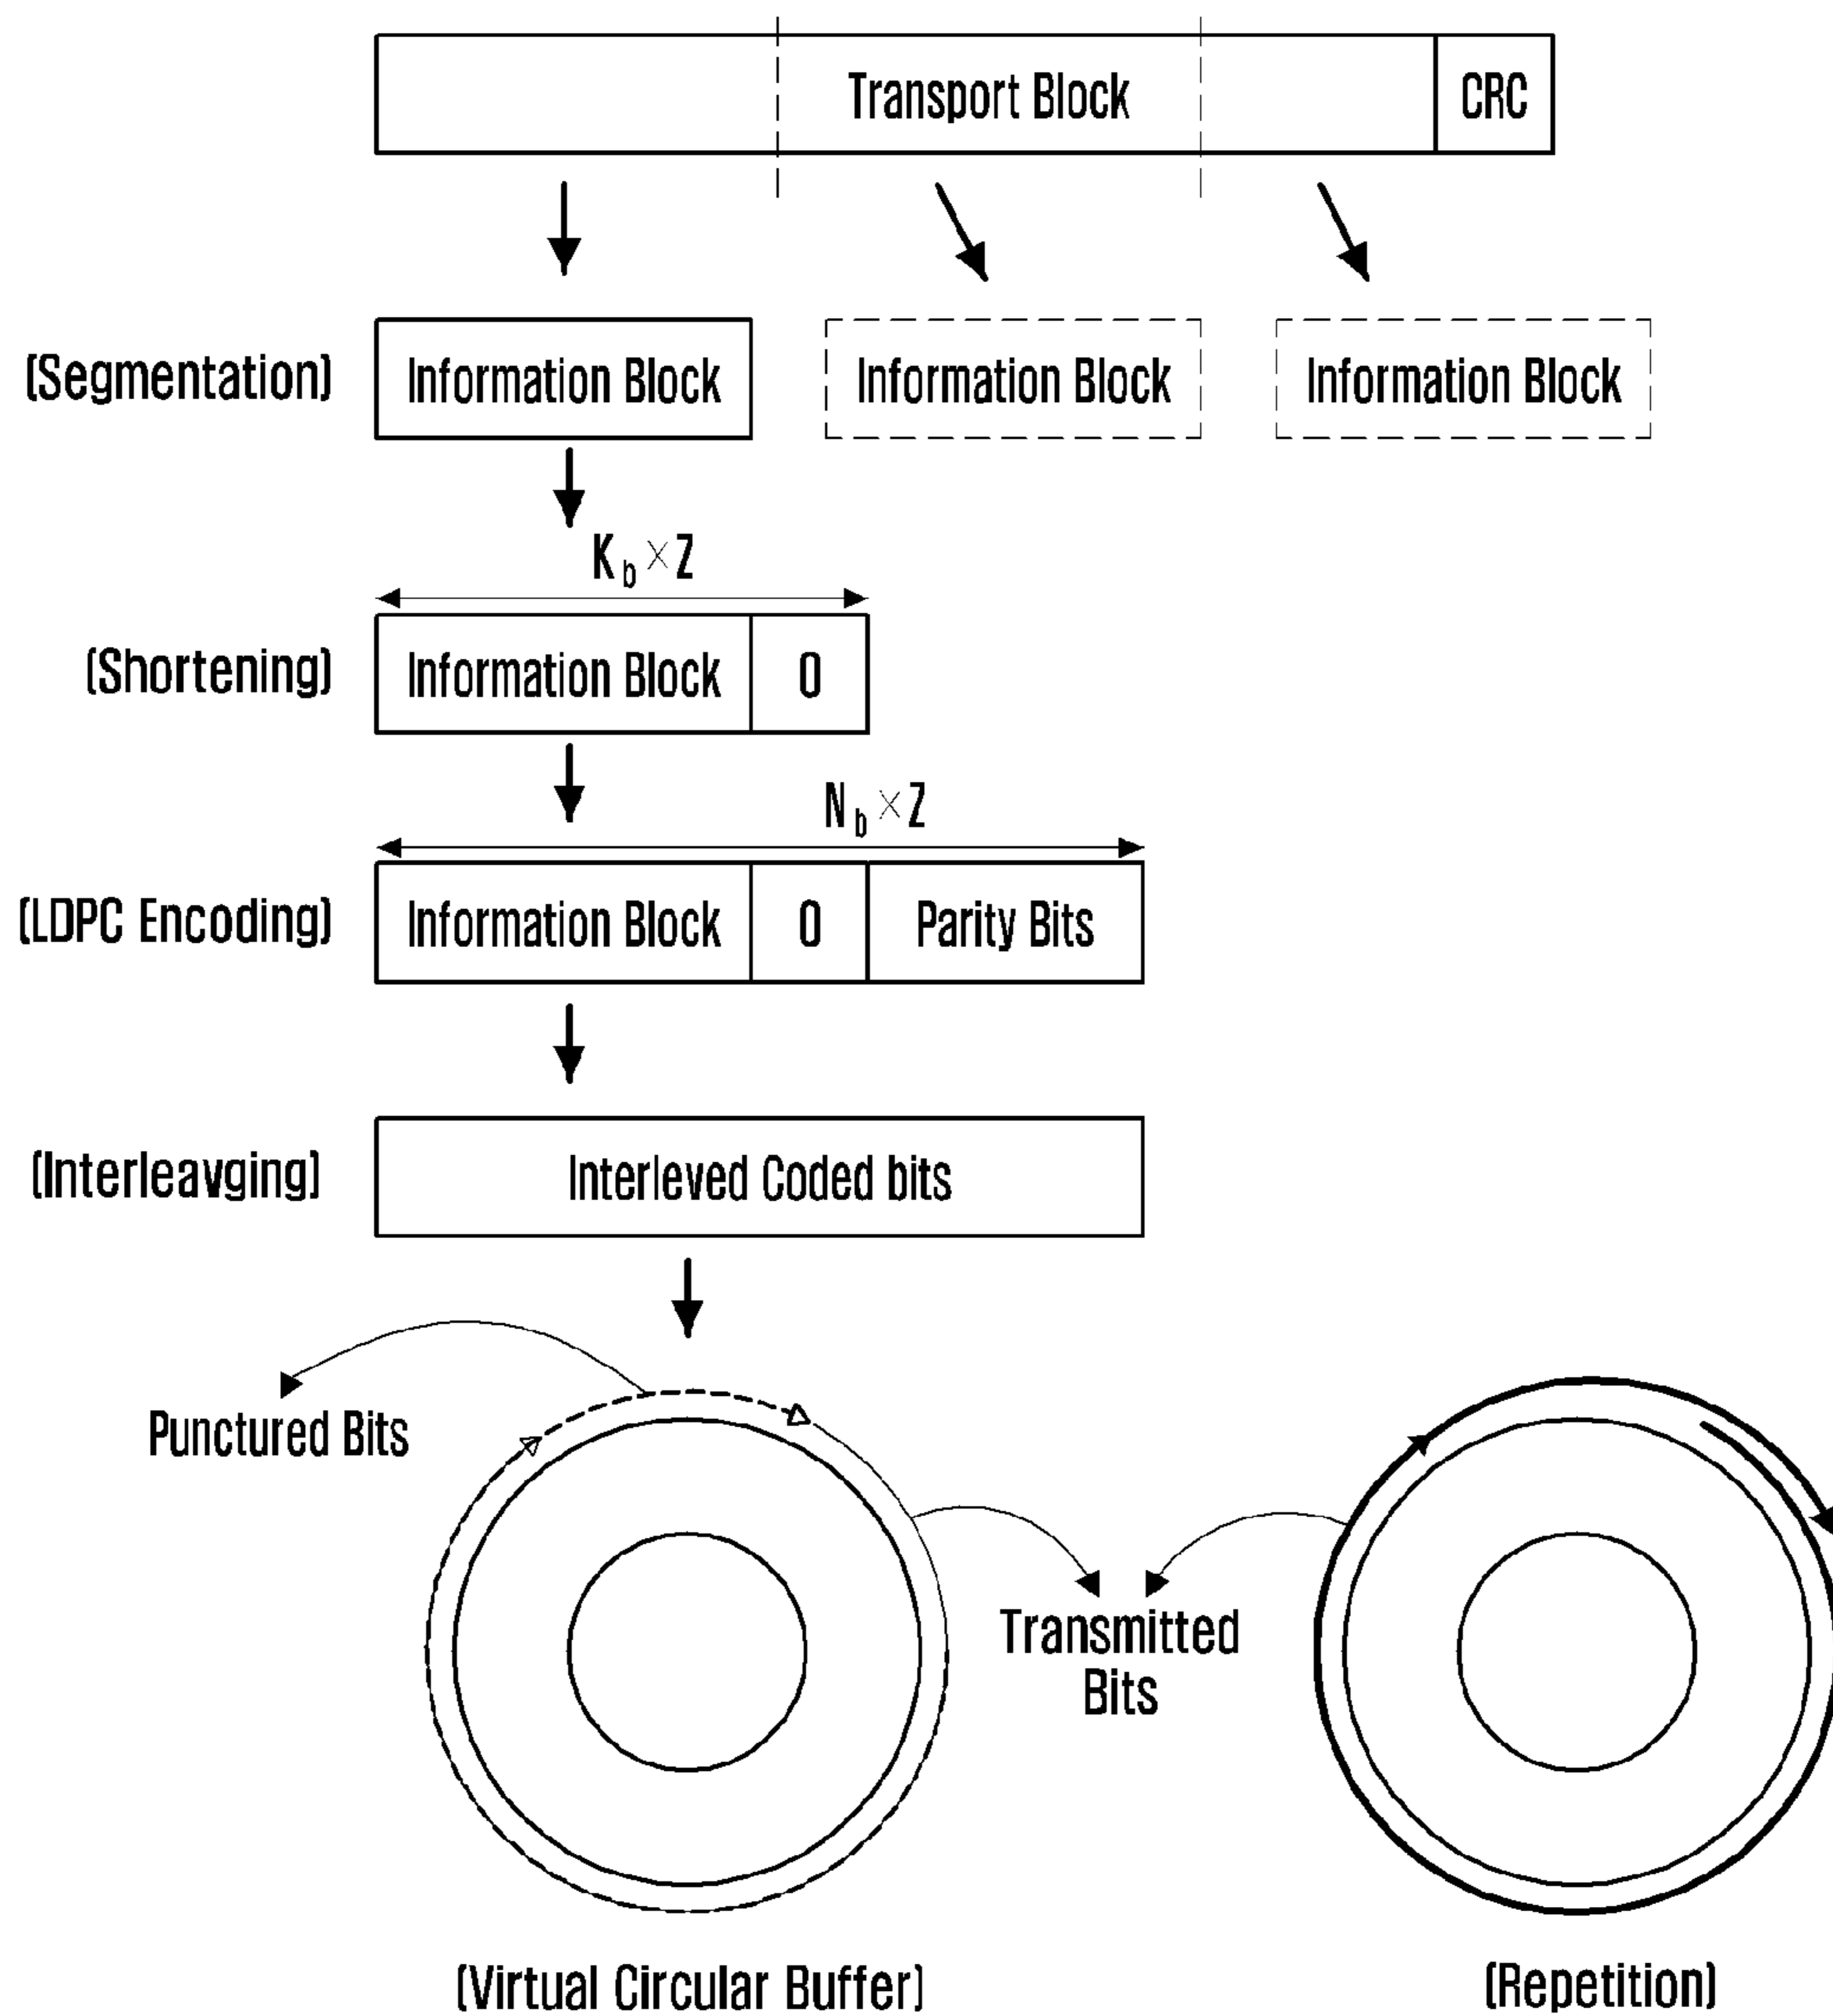 Transport Block CRC
(Segmentation) Information Block Information Block Information Block
K_b × Z
(Shortening) Information Block 0
N_b × Z
(LDPC Encoding) Information Block 0 Parity Bits
(Interleavging) Interleved Coded bits
Punctured Bits
Transmitted
Bits
(Virtual Circular Buffer) (Repetition)